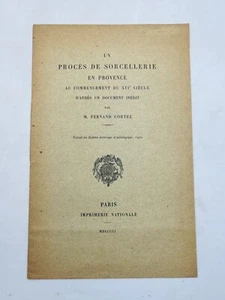 UN
PROCÈS DE SORCELLERIE
EN PROVENCE
AU COMMENCEMENT DU XVIe SIÈCLE
D'APRÈS UN DOCUMENT INÉDIT
PAR
M. FERNAND CORTEZ
PARIS
IMPRIMERIE NATIONALE